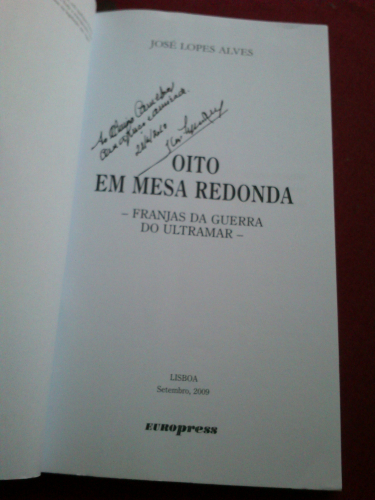 JOSÉ LOPES ALVES
OITO
EM MESA REDONDA
– FRANJAS DA GUERRA
DO ULTRAMAR –
LISBOA
Setembro, 2009
EUROpress